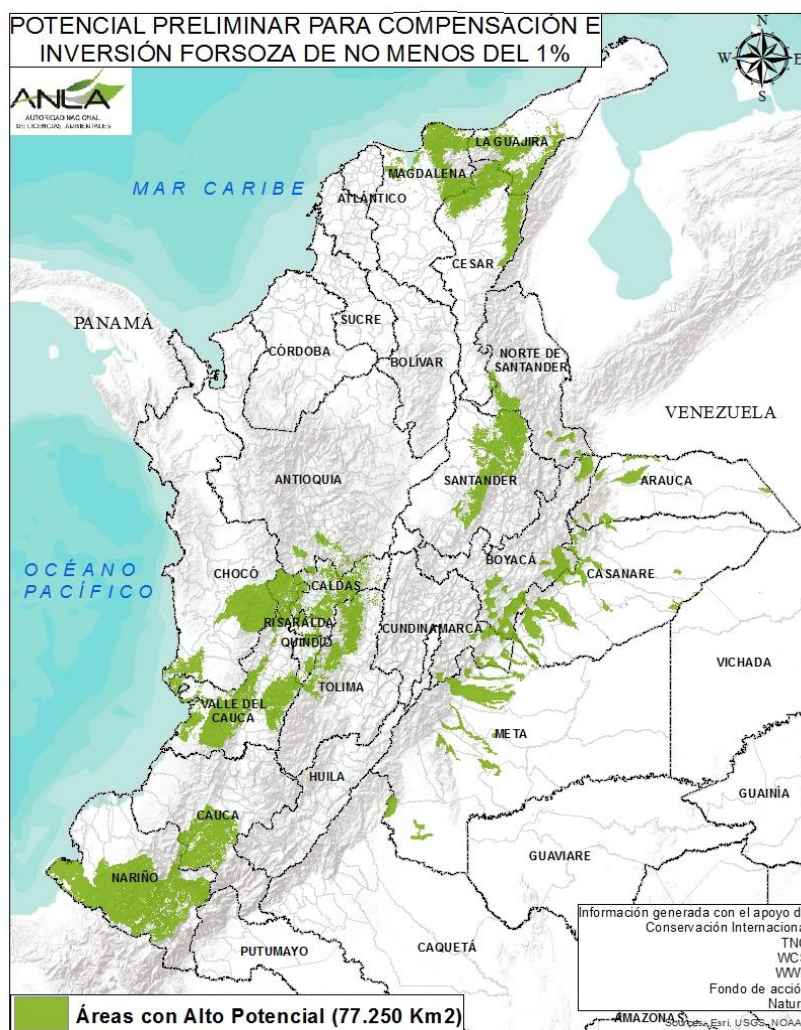 POTENCIAL PRELIMINAR PARA COMPENSACIÓN E
INVERSIÓN FORSOZA DE NO MENOS DEL 1%
N
W
E
S
ANLA
AUTORIDAD NACIONAL
DE LICENCIAS AMBIENTALES
LA GUAJIRA
MAGDALENA
MAR CARIBE
ATLÁNTICO
CESAR
PANAMÁ
SUCRE
CÓRDOBA
BOLÍVAR
NORTE DE
SANTANDER
VENEZUELA
ANTIOQUIA
SANTANDER
ARAUCA
OCÉANO
PACÍFICO
CHOCÓ
CALDAS
BOYACÁ
CASANARE
RISARALDA
QUINDÍO
CUNDINAMARCA
VICHADA
TOLIMA
VALLE DEL
CAUCA
META
HUILA
GUAINÍA
CAUCA
GUAVIARE
NARIÑO
PUTUMAYO
CAQUETÁ
Información generada con el apoyo d
Conservación Internaciona
TN
WCS
WW
Fondo de acció
Natur
AMAZONAS
Sources: Esri, USGS, NOAA
Áreas con Alto Potencial (77.250 Km2)